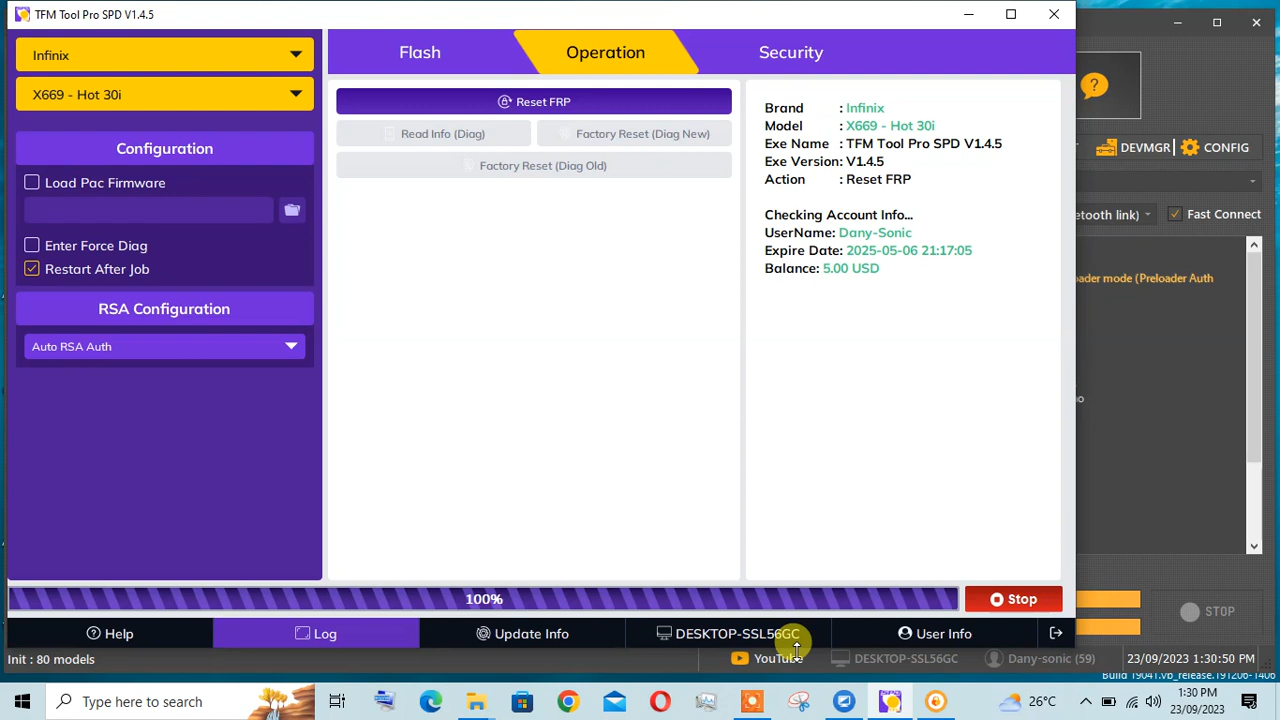 TFM Tool Pro SPD V1.4.5
Infinix
X669 - Hot 30i
Configuration
Load Pac Firmware
Enter Force Diag
Restart After Job
RSA Configuration
Auto RSA Auth
Flash
Operation
Security
Reset FRP
Read Info (Diag)
Factory Reset (Diag New)
Factory Reset (Diag Old)
Brand : Infinix
Model : X669 - Hot 30i
Exe Name : TFM Tool Pro SPD V1.4.5
Exe Version: V1.4.5
Action : Reset FRP
Checking Account Info...
UserName: Dany-Sonic
Expire Date: 2025-05-06 21:17:05
Balance: 5.00 USD
?
DEVMGR
CONFIG
etooth link)
Fast Connect
ader mode (Preloader Auth
no
100%
Stop
STOP
Help
Log
Update Info
DESKTOP-SSL56GC
User Info
Init : 80 models
YouTube
DESKTOP-SSL56GC
Dany-sonic (59)
23/09/2023 1:30:50 PM
Build 19041.vb_release.191206-1406
Type here to search
26°C
1:30 PM
23/09/2023